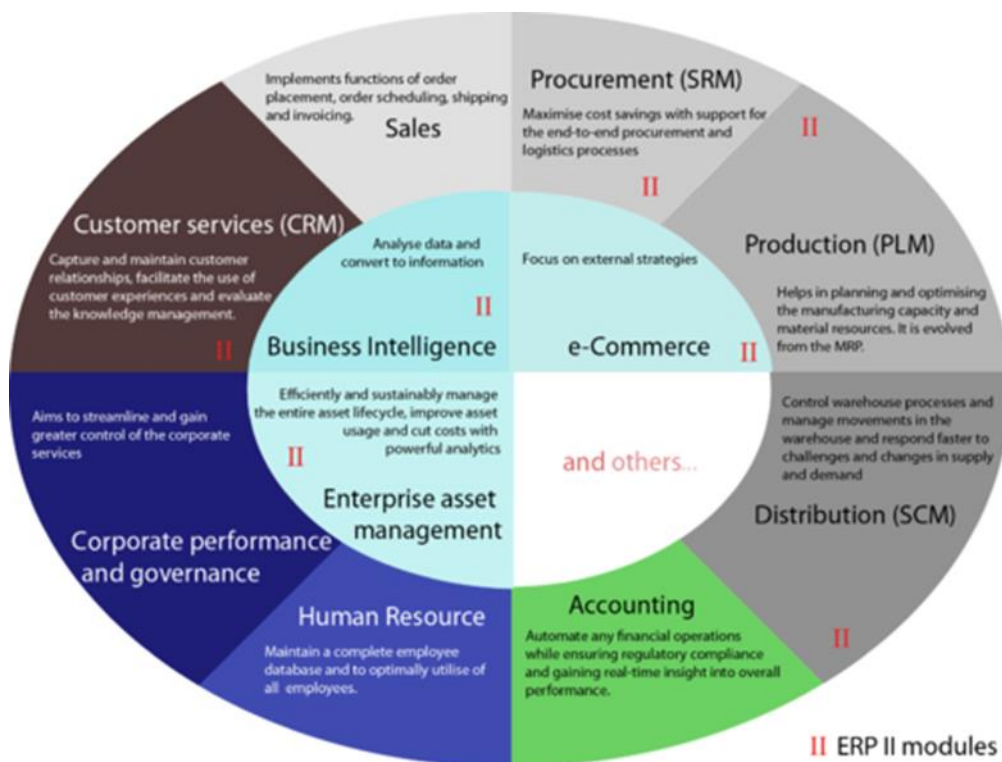 Implements functions of order
placement, order scheduling, shipping
and invoicing.
Sales
Procurement (SRM)
Maximise cost savings with support for
the end-to-end procurement and
logistics processes
II
II
Customer services (CRM)
Capture and maintain customer
relationships, facilitate the use of
customer experiences and evaluate
the knowledge management.
II
Analyse data and
convert to information
II
Business Intelligence
Focus on external strategies
e-Commerce
II
Production (PLM)
Helps in planning and optimising
the manufacturing capacity and
material resources. It is evolved
from the MRP.
Aims to streamline and gain
greater control of the corporate
services
Corporate performance
and governance
Efficiently and sustainably manage
the entire asset lifecycle, improve asset
usage and cut costs with
powerful analytics
II
Enterprise asset
management
and others...
Control warehouse processes and
manage movements in the
warehouse and respond faster to
challenges and changes in supply
and demand
Distribution (SCM)
II
Human Resource
Maintain a complete employee
database and to optimally utilise of
all employees.
Accounting
Automate any financial operations
while ensuring regulatory compliance
and gaining real-time insight into overall
performance.
II ERP II modules